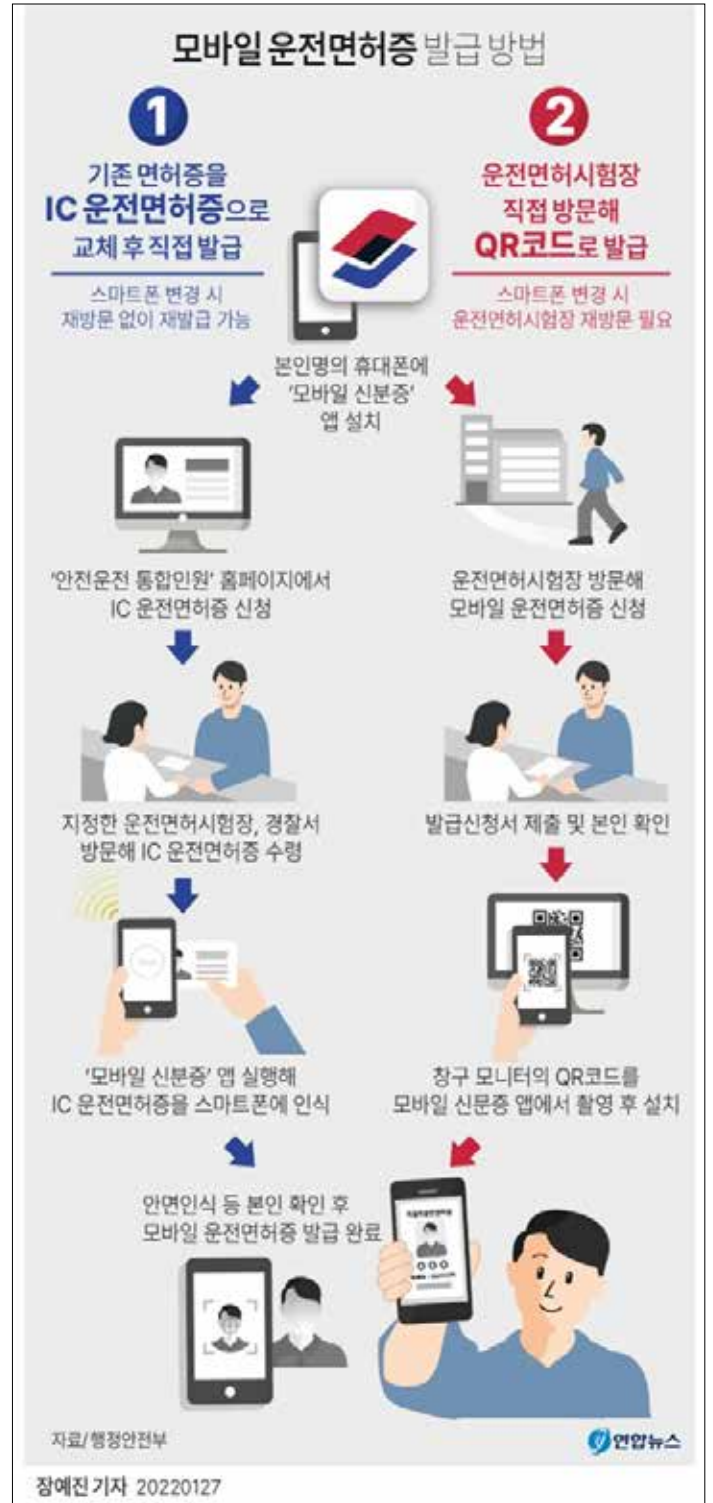 모바일 운전면허증 발급 방법
1
기존 면허증을
IC 운전면허증으로
교체 후 직접 발급
스마트폰 변경 시
재방문 없이 재발급 가능
2
운전면허시험장
직접 방문해
QR코드로 발급
스마트폰 변경 시
운전연허시험장 재방문 필요
본인명의 휴대폰에
'모바일 신분증'
앱 설치
'안전운전 통합인원' 홈페이지에서
IC 운전면허증 신청
지정한 운전면허시험장, 경찰서
방문해 IC 운전면허증 수령
'모바일 신분증' 앱 실행해
IC 운전면허증을 스마트폰에 인식
운전면허시험장 방문해
모바일 운전면허증 신청
발급신청서 제출 및 본인 확인
창구 모니터의 QR코드를
모바일 신문증 앱에서 촬영 후 설치
안면인식 등 본인 확인 후
모바일 운전면허증 발급 완료
자료/행정안전부
연합뉴스
장예진 기자 20220127